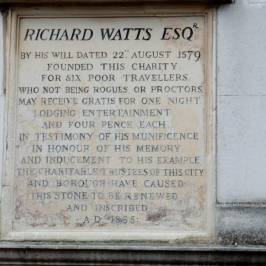 RICHARD WATTS ESQR.
BY HIS WILL DATED 22D AUGUST 1579
FOUNDED THIS CHARITY
FOR SIX POOR TRAVELLERS
WHO NOT BEING ROGUES OR PROCTORS
MAY RECEIVE GRATIS FOR ONE NIGHT
LODGING ENTERTAINMENT
AND FOUR PENCE EACH
IN TESTIMONY OF HIS MUNIFICENCE
IN HONOUR OF HIS MEMORY
AND INDUCEMENT TO HIS EXAMPLE
THE CHARITABLE TRUSTEES OF THIS CITY
AND BOROUGH HAVE CAUSED
THIS STONE TO BE RENEWED
AND INSCRIBED
A.D. 1865.